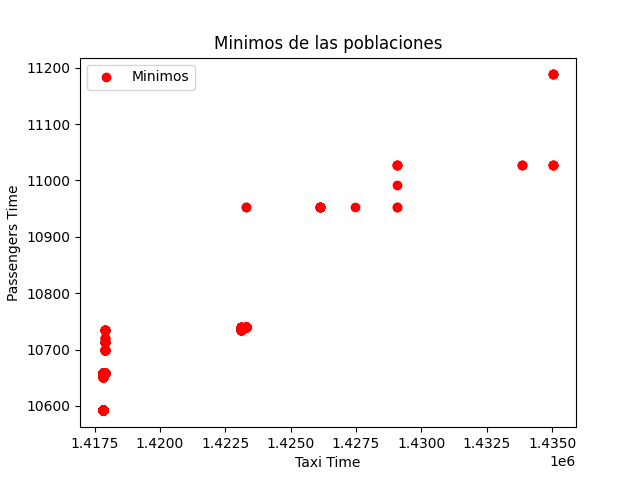 Minimos de las poblaciones
Minimos
11200
11100
11000
10900
10800
10700
10600
Passengers Time
1.4175 1.4200 1.4225 1.4250 1.4275 1.4300 1.4325 1.4350
1e6
Taxi Time